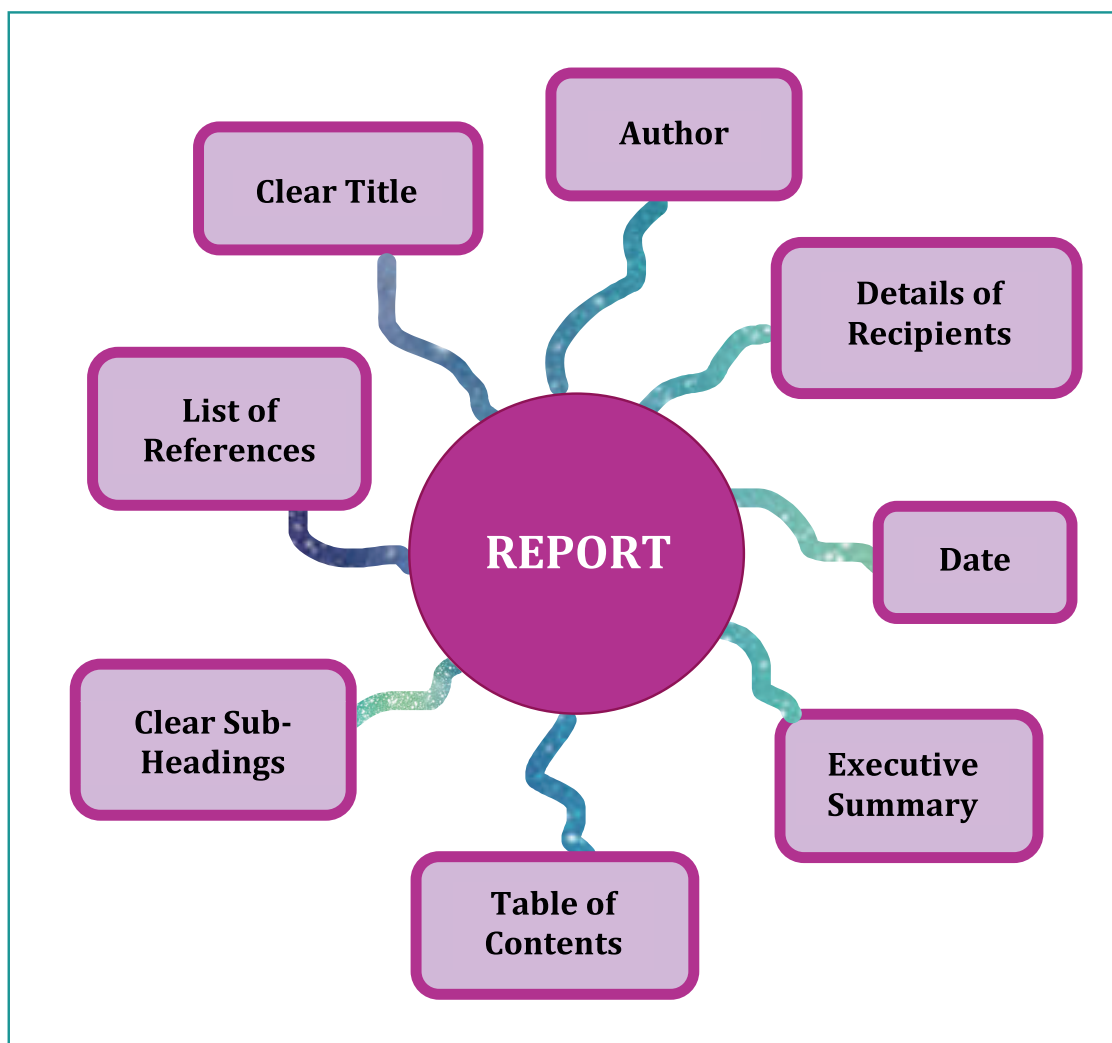 Author
Clear Title
Details of
Recipients
List of
References
REPORT
Date
Clear Sub-
Headings
Executive
Summary
Table of
Contents